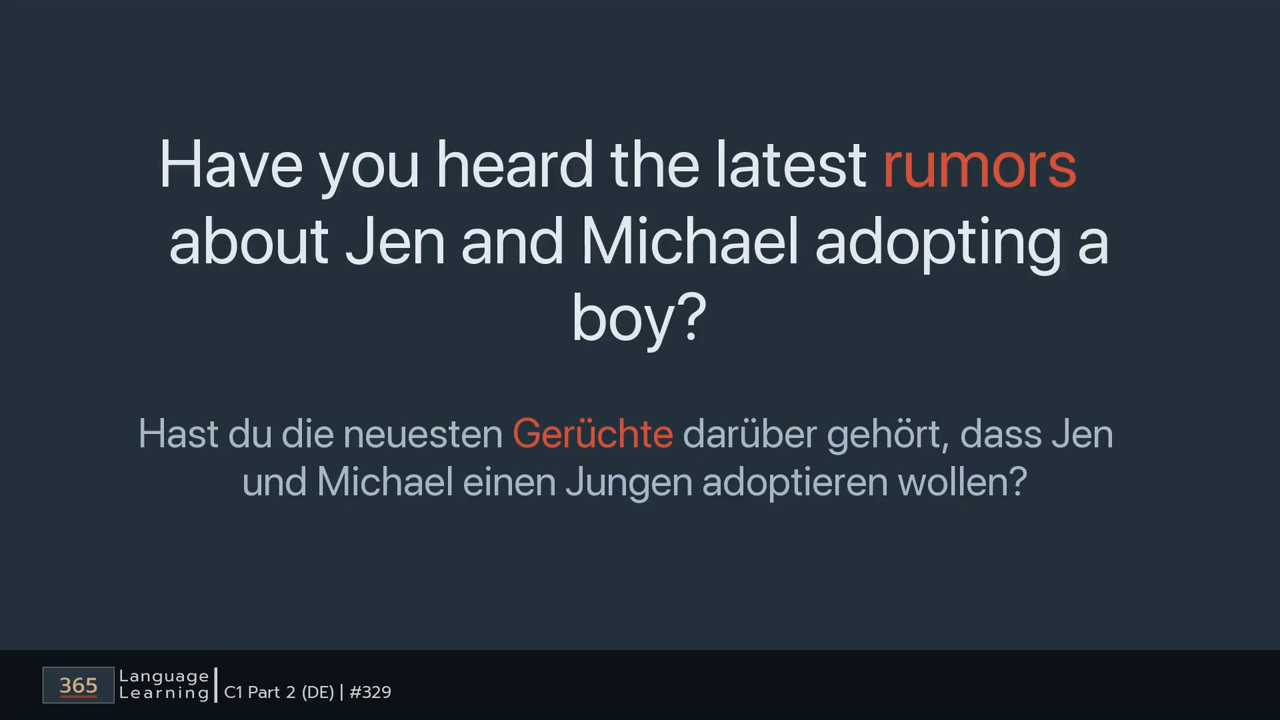 Have you heard the latest rumors
about Jen and Michael adopting a
boy?
Hast du die neuesten Gerüchte darüber gehört, dass Jen
und Michael einen Jungen adoptieren wollen?
365
Language
Learning
C1 Part 2 (DE) | #329